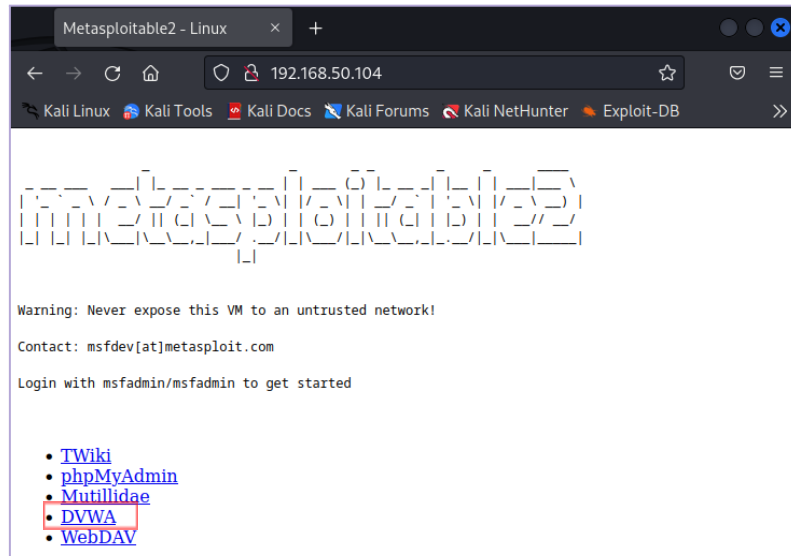 Metasploitable2 - Linux
192.168.50.104
Kali Linux Kali Tools Kali Docs Kali Forums Kali NetHunter Exploit-DB
metasploitable2
Warning: Never expose this VM to an untrusted network!
Contact: msfdev[at]metasploit.com
Login with msfadmin/msfadmin to get started
TWiki
phpMyAdmin
Mutillidae
DVWA
WebDAV